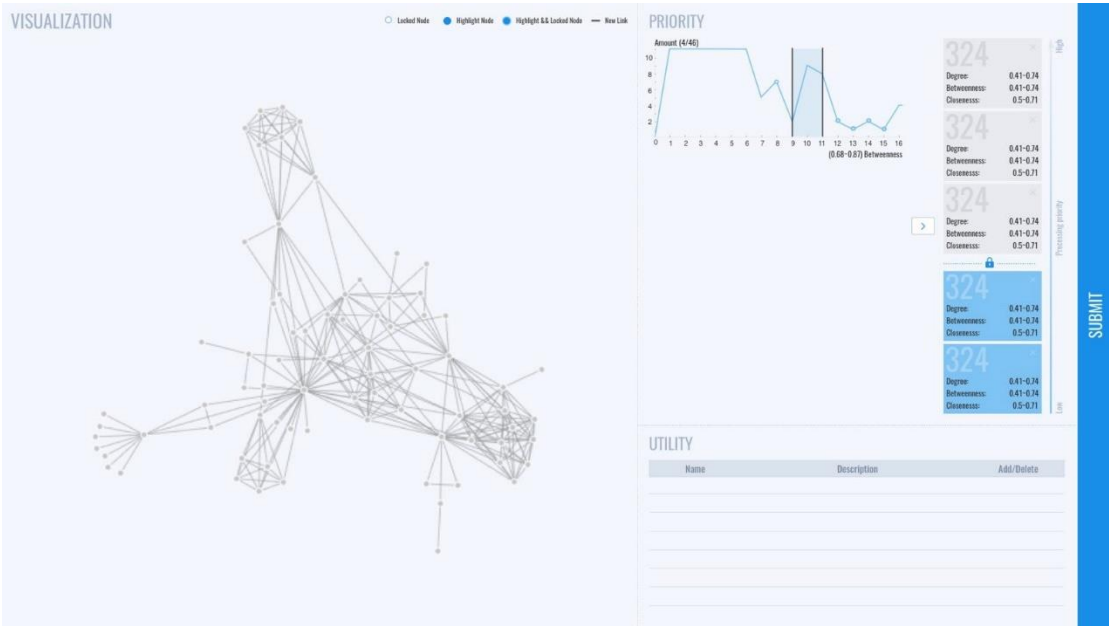 VISUALIZATION
Locked Node Highlight Node Highlight && Locked Node New Link
PRIORITY
Amount (4/46)
10
8
6
4
2
0 1 2 3 4 5 6 7 8 9 10 11 12 13 14 15 16
(0.68~0.87) Betweenness
324
Degree: 0.41~0.74
Betweenness: 0.41~0.74
Closenesss: 0.5~0.71
324
Degree: 0.41~0.74
Betweenness: 0.41~0.74
Closenesss: 0.5~0.71
324
Degree: 0.41~0.74
Betweenness: 0.41~0.74
Closenesss: 0.5~0.71
324
Degree: 0.41~0.74
Betweenness: 0.41~0.74
Closenesss: 0.5~0.71
324
Degree: 0.41~0.74
Betweenness: 0.41~0.74
Closenesss: 0.5~0.71
High
Processing priority
Low
SUBMIT
UTILITY
Name Description Add/Delete